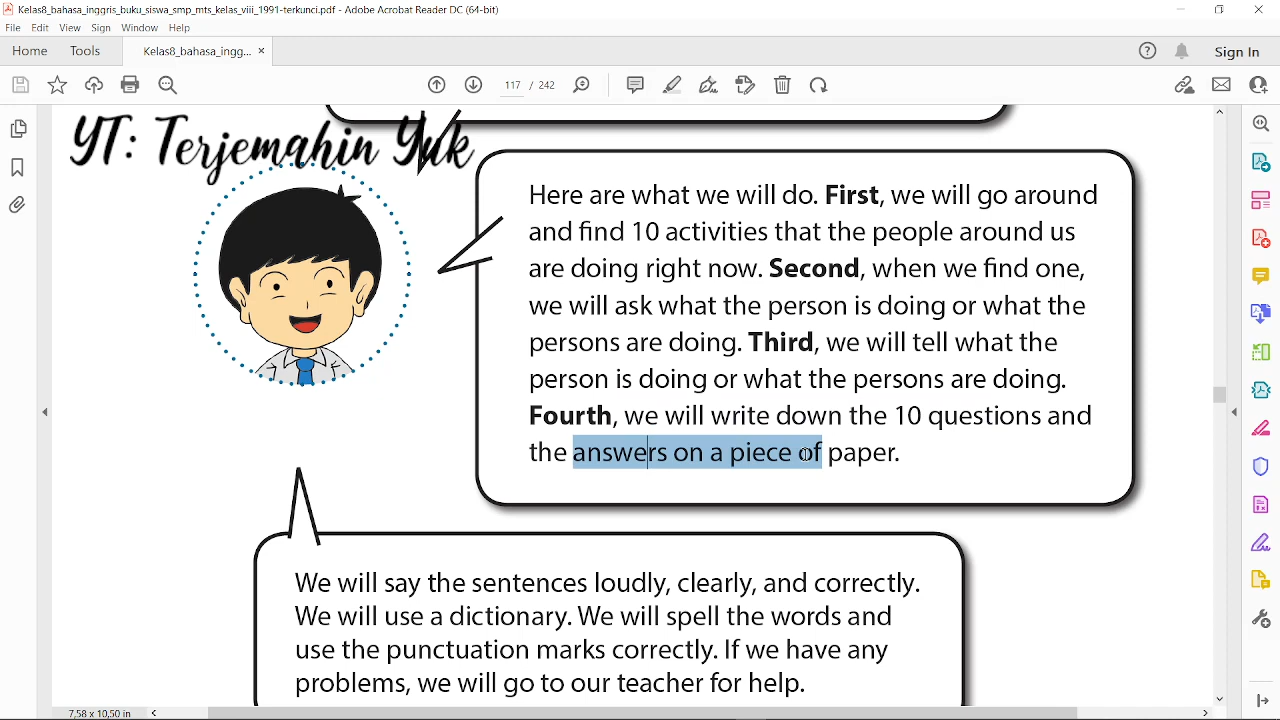 Kelas8_bahasa_inggris_buku_siswa_smp_mts_kelas_viii_1991-terkunci.pdf - Adobe Acrobat Reader DC (64-bit)
File Edit View Sign Window Help
Home Tools Kelas8_bahasa_ingg... × Sign In
117 / 242
YT: Terjemahin Yuk
Here are what we will do. First, we will go around
and find 10 activities that the people around us
are doing right now. Second, when we find one,
we will ask what the person is doing or what the
persons are doing. Third, we will tell what the
person is doing or what the persons are doing.
Fourth, we will write down the 10 questions and
the answers on a piece of paper.
We will say the sentences loudly, clearly, and correctly.
We will use a dictionary. We will spell the words and
use the punctuation marks correctly. If we have any
problems, we will go to our teacher for help.
7,58 x 10,50 in